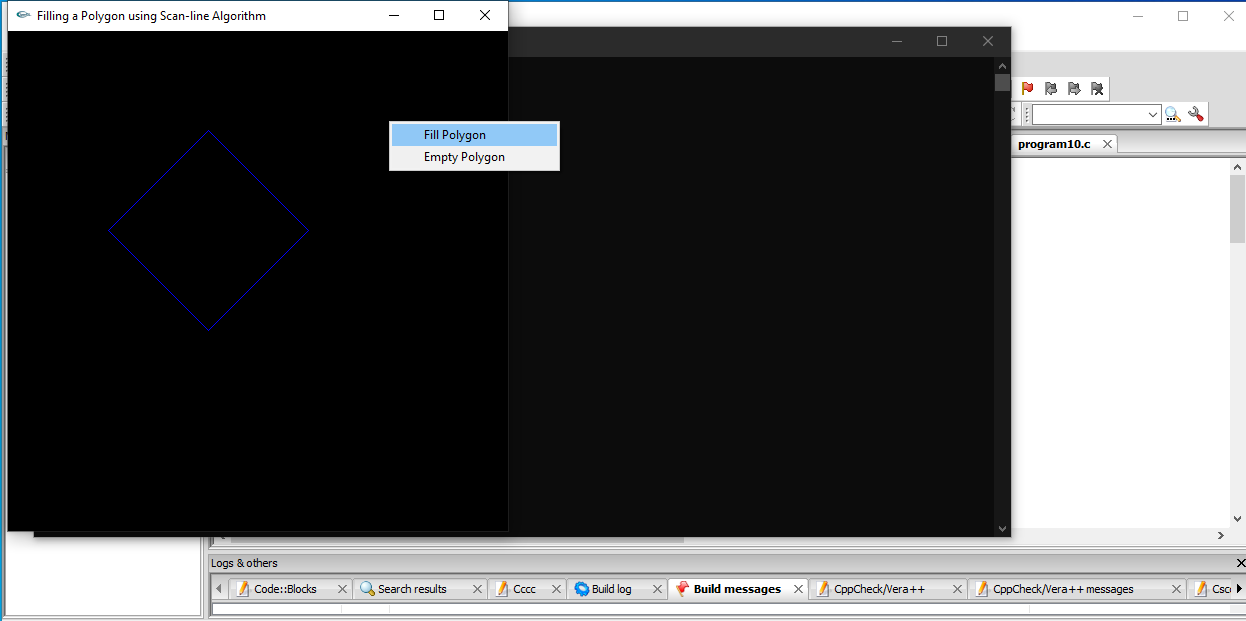 Filling a Polygon using Scan-line Algorithm
Fill Polygon
Empty Polygon
program10.c
Logs & others
Code::Blocks
Search results
Cccc
Build log
Build messages
CppCheck/Vera++
CppCheck/Vera++ messages